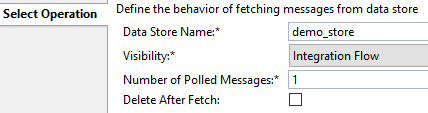 Select Operation
Define the behavior of fetching messages from data store
Data Store Name:* demo_store
Visibility:* Integration Flow
Number of Polled Messages:* 1
Delete After Fetch: